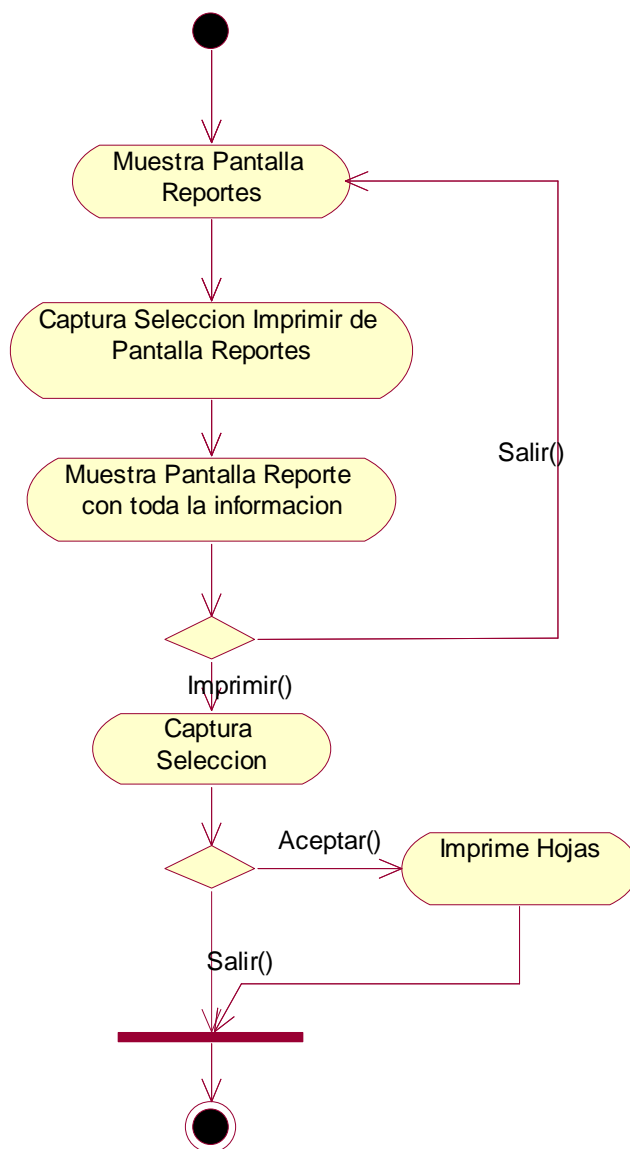 Muestra Pantalla
Reportes
Captura Seleccion Imprimir de
Pantalla Reportes
Salir()
Muestra Pantalla Reporte
con toda la informacion
Imprimir()
Captura
Seleccion
Aceptar()
Imprime Hojas
Salir()